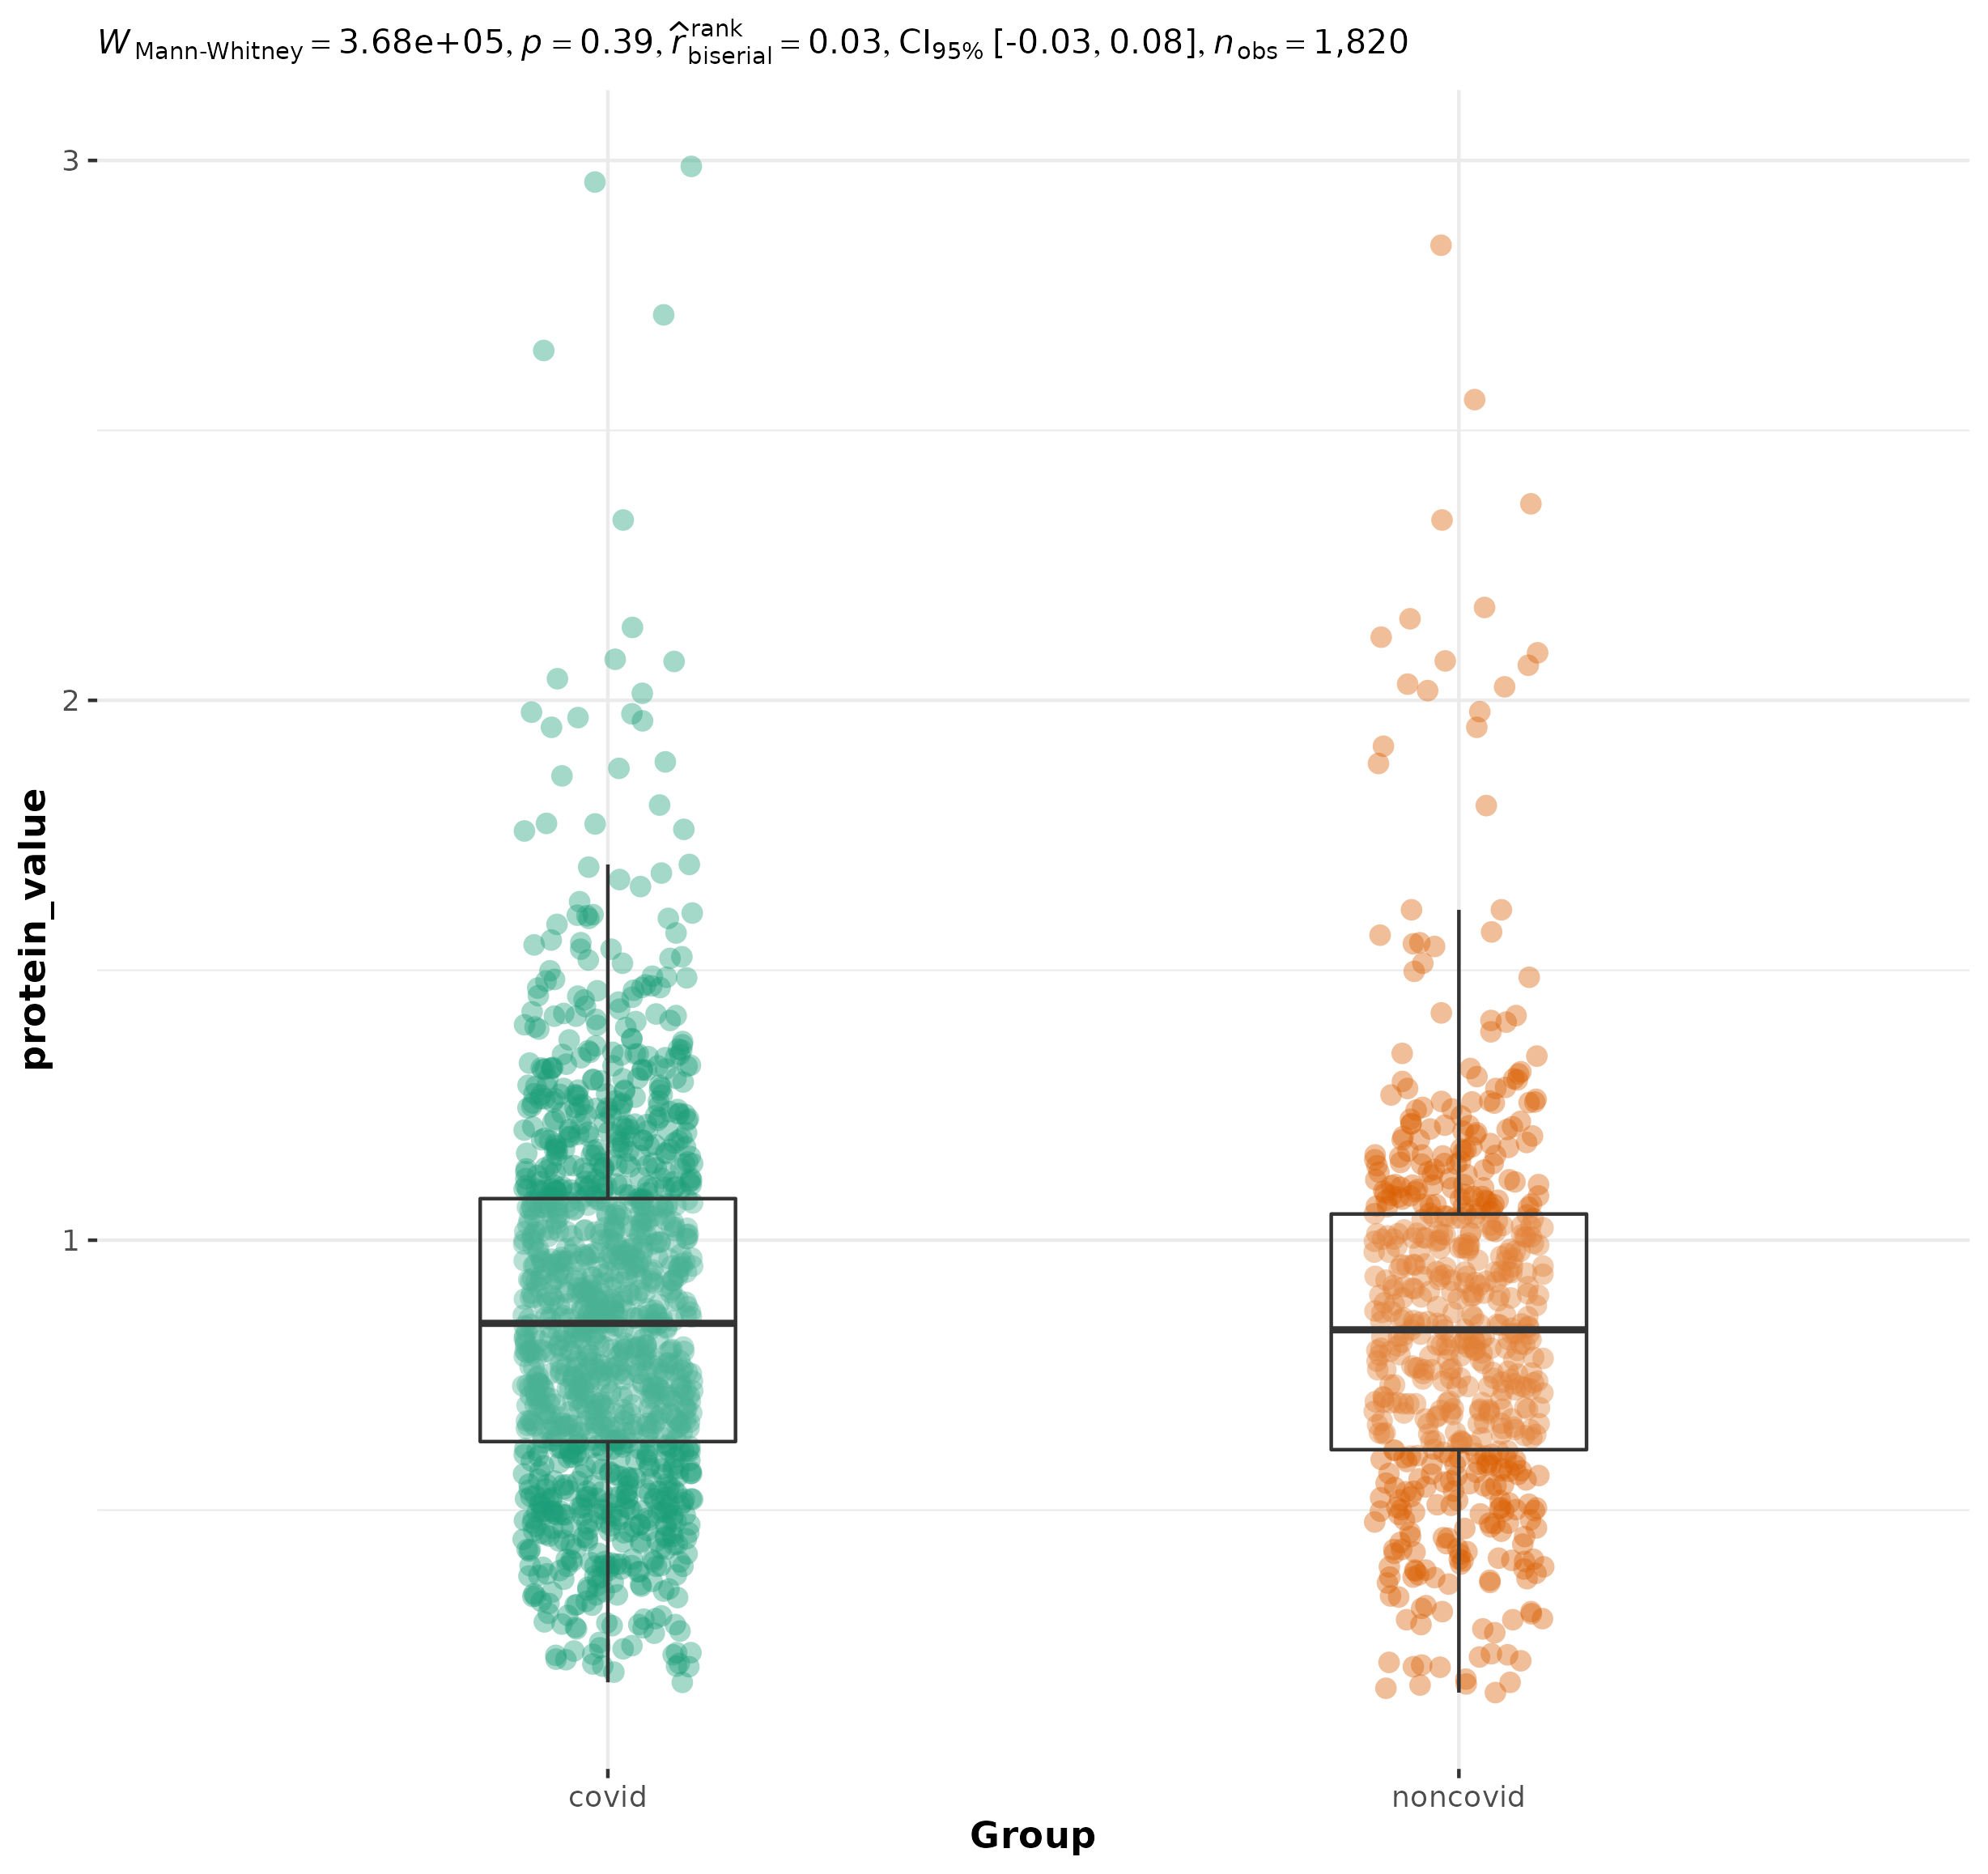 W Mann-Whitney = 3.68e+05, p = 0.39, r̂ rank biserial = 0.03, CI95% [-0.03, 0.08], n obs = 1,820
3
2
1
protein_value
covid noncovid
Group